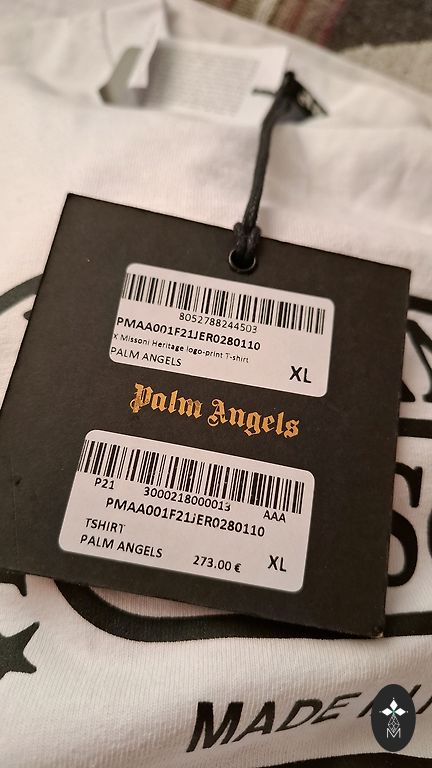 8052788244503
PMAA001F21JER0280110
X Missoni Heritage logo-print T-shirt
PALM ANGELS
XL
Palm Angels
P21 3000218000013 AAA
PMAA001F21JER0280110
TSHIRT
PALM ANGELS 273.00 € XL
MADE
M